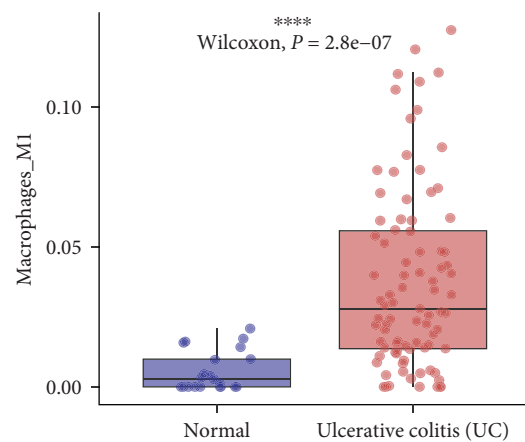 ****
Wilcoxon, P = 2.8e−07
Macrophages_M1
0.10
0.05
0.00
Normal
Ulcerative colitis (UC)